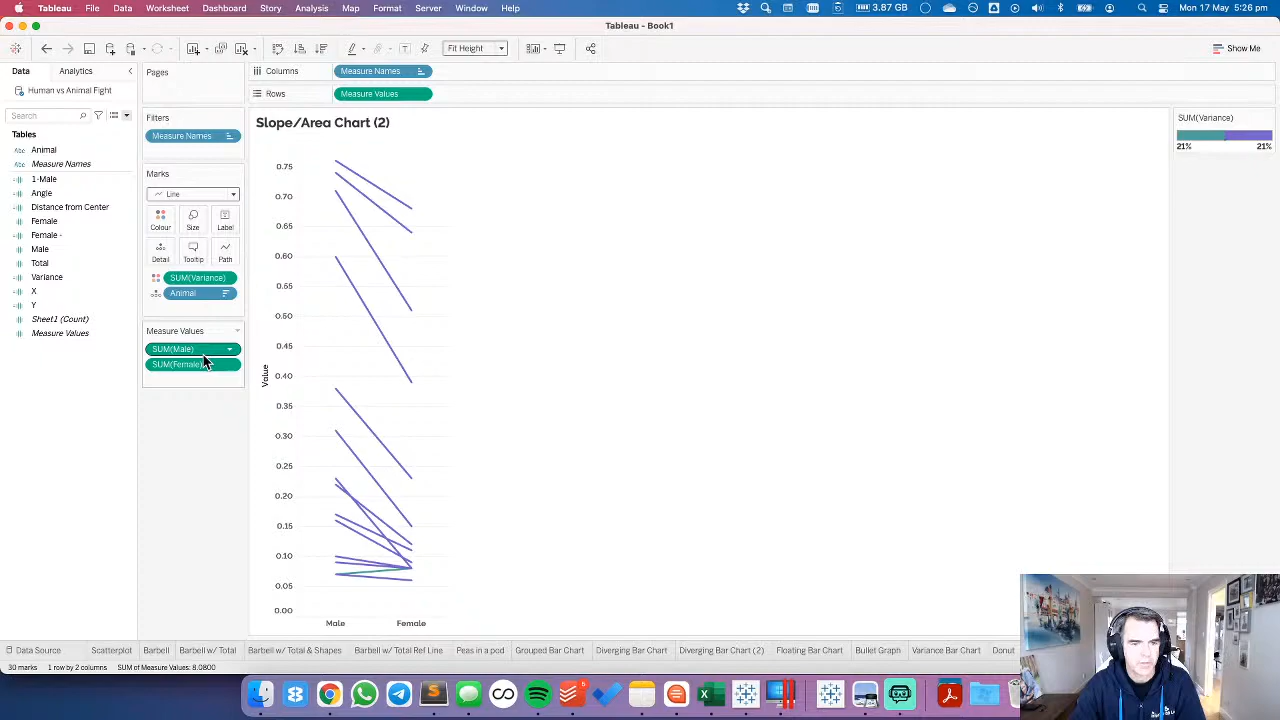 Tableau File Data Worksheet Dashboard Story Analysis Map Format Server Window Help 3.87 GB Mon 17 May 5:26 pm
Tableau - Book1
Fit Height Show Me
Data Analytics Pages Columns Measure Names
Human vs Animal Fight Rows Measure Values
Search Filters Slope/Area Chart (2) SUM(Variance)
Tables Measure Names 21% 21%
Abc Animal
Abc Measure Names
1-Male
Angle
Distance from Center
Female
Female -
Male
Total
Variance
X
Y
Sheet1 (Count)
Measure Values
Marks
Line
Colour Size Label
Detail Tooltip Path
SUM(Variance)
Animal
Measure Values
SUM(Male)
SUM(Female)
Value
0.75
0.70
0.65
0.60
0.55
0.50
0.45
0.40
0.35
0.30
0.25
0.20
0.15
0.10
0.05
0.00
Male Female
Data Source Scatterplot Barbell Barbell w/ Total Barbell w/ Total & Shapes Barbell w/ Total Ref Line Peas in a pod Grouped Bar Chart Diverging Bar Chart Diverging Bar Chart (2) Floating Bar Chart Bullet Graph Variance Bar Chart Donut
30 marks 1 row by 2 columns SUM of Measure Values: 8.0800